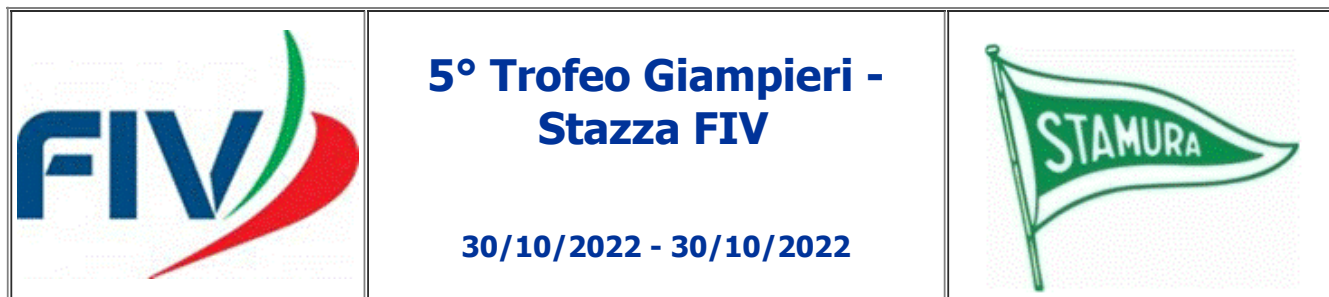 FIV
5° Trofeo Giampieri -
Stazza FIV
30/10/2022 - 30/10/2022
STAMURA